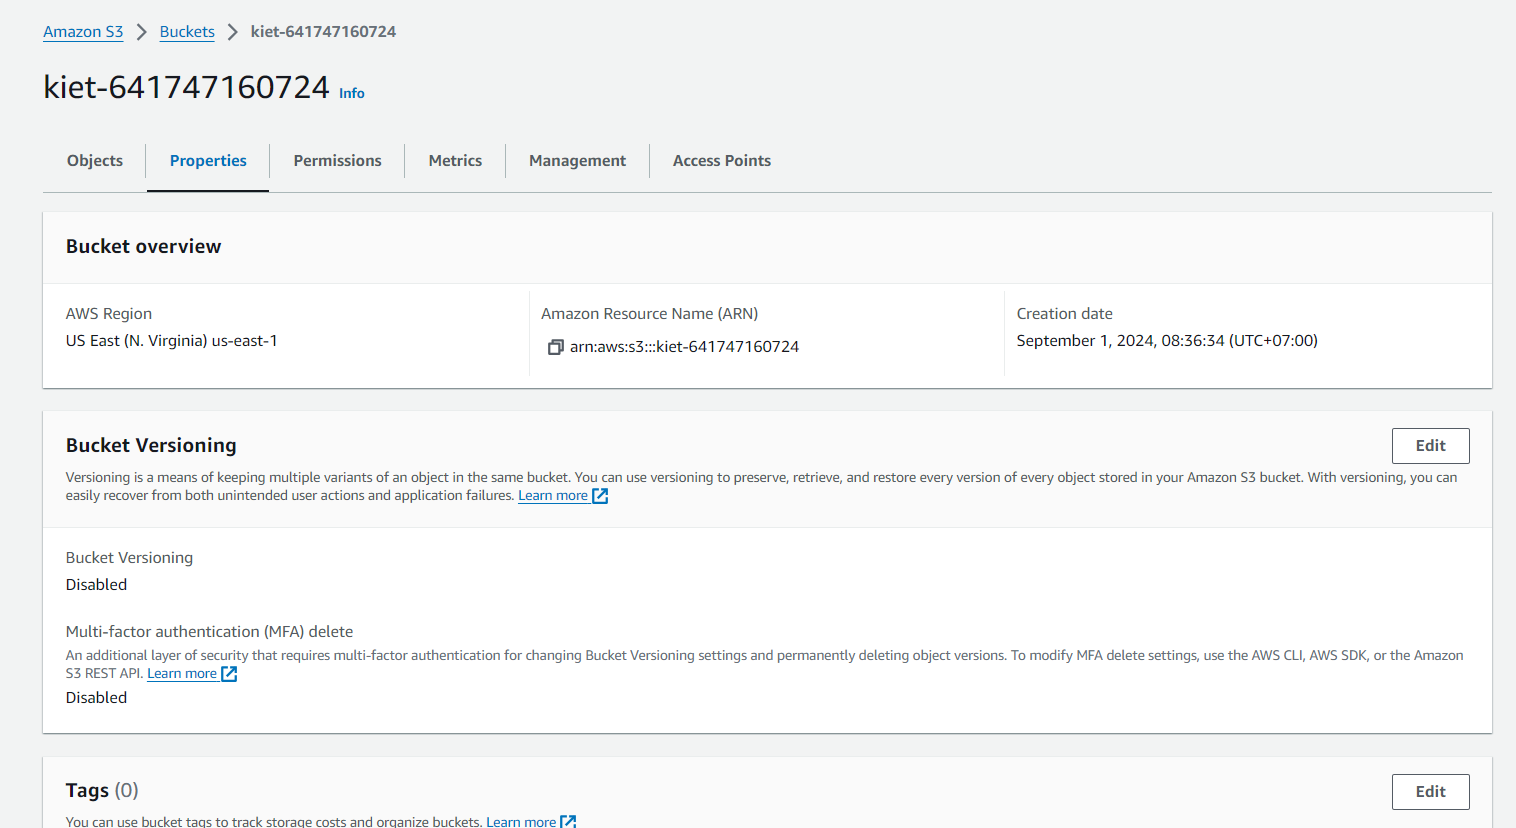 Amazon S3 > Buckets > kiet-641747160724
kiet-641747160724 Info
Objects Properties Permissions Metrics Management Access Points
Bucket overview
AWS Region
US East (N. Virginia) us-east-1
Amazon Resource Name (ARN)
arn:aws:s3:::kiet-641747160724
Creation date
September 1, 2024, 08:36:34 (UTC+07:00)
Bucket Versioning
Edit
Versioning is a means of keeping multiple variants of an object in the same bucket. You can use versioning to preserve, retrieve, and restore every version of every object stored in your Amazon S3 bucket. With versioning, you can
easily recover from both unintended user actions and application failures. Learn more
Bucket Versioning
Disabled
Multi-factor authentication (MFA) delete
An additional layer of security that requires multi-factor authentication for changing Bucket Versioning settings and permanently deleting object versions. To modify MFA delete settings, use the AWS CLI, AWS SDK, or the Amazon
S3 REST API. Learn more
Disabled
Tags (0)
Edit
You can use bucket tags to track storage costs and organize buckets. Learn more